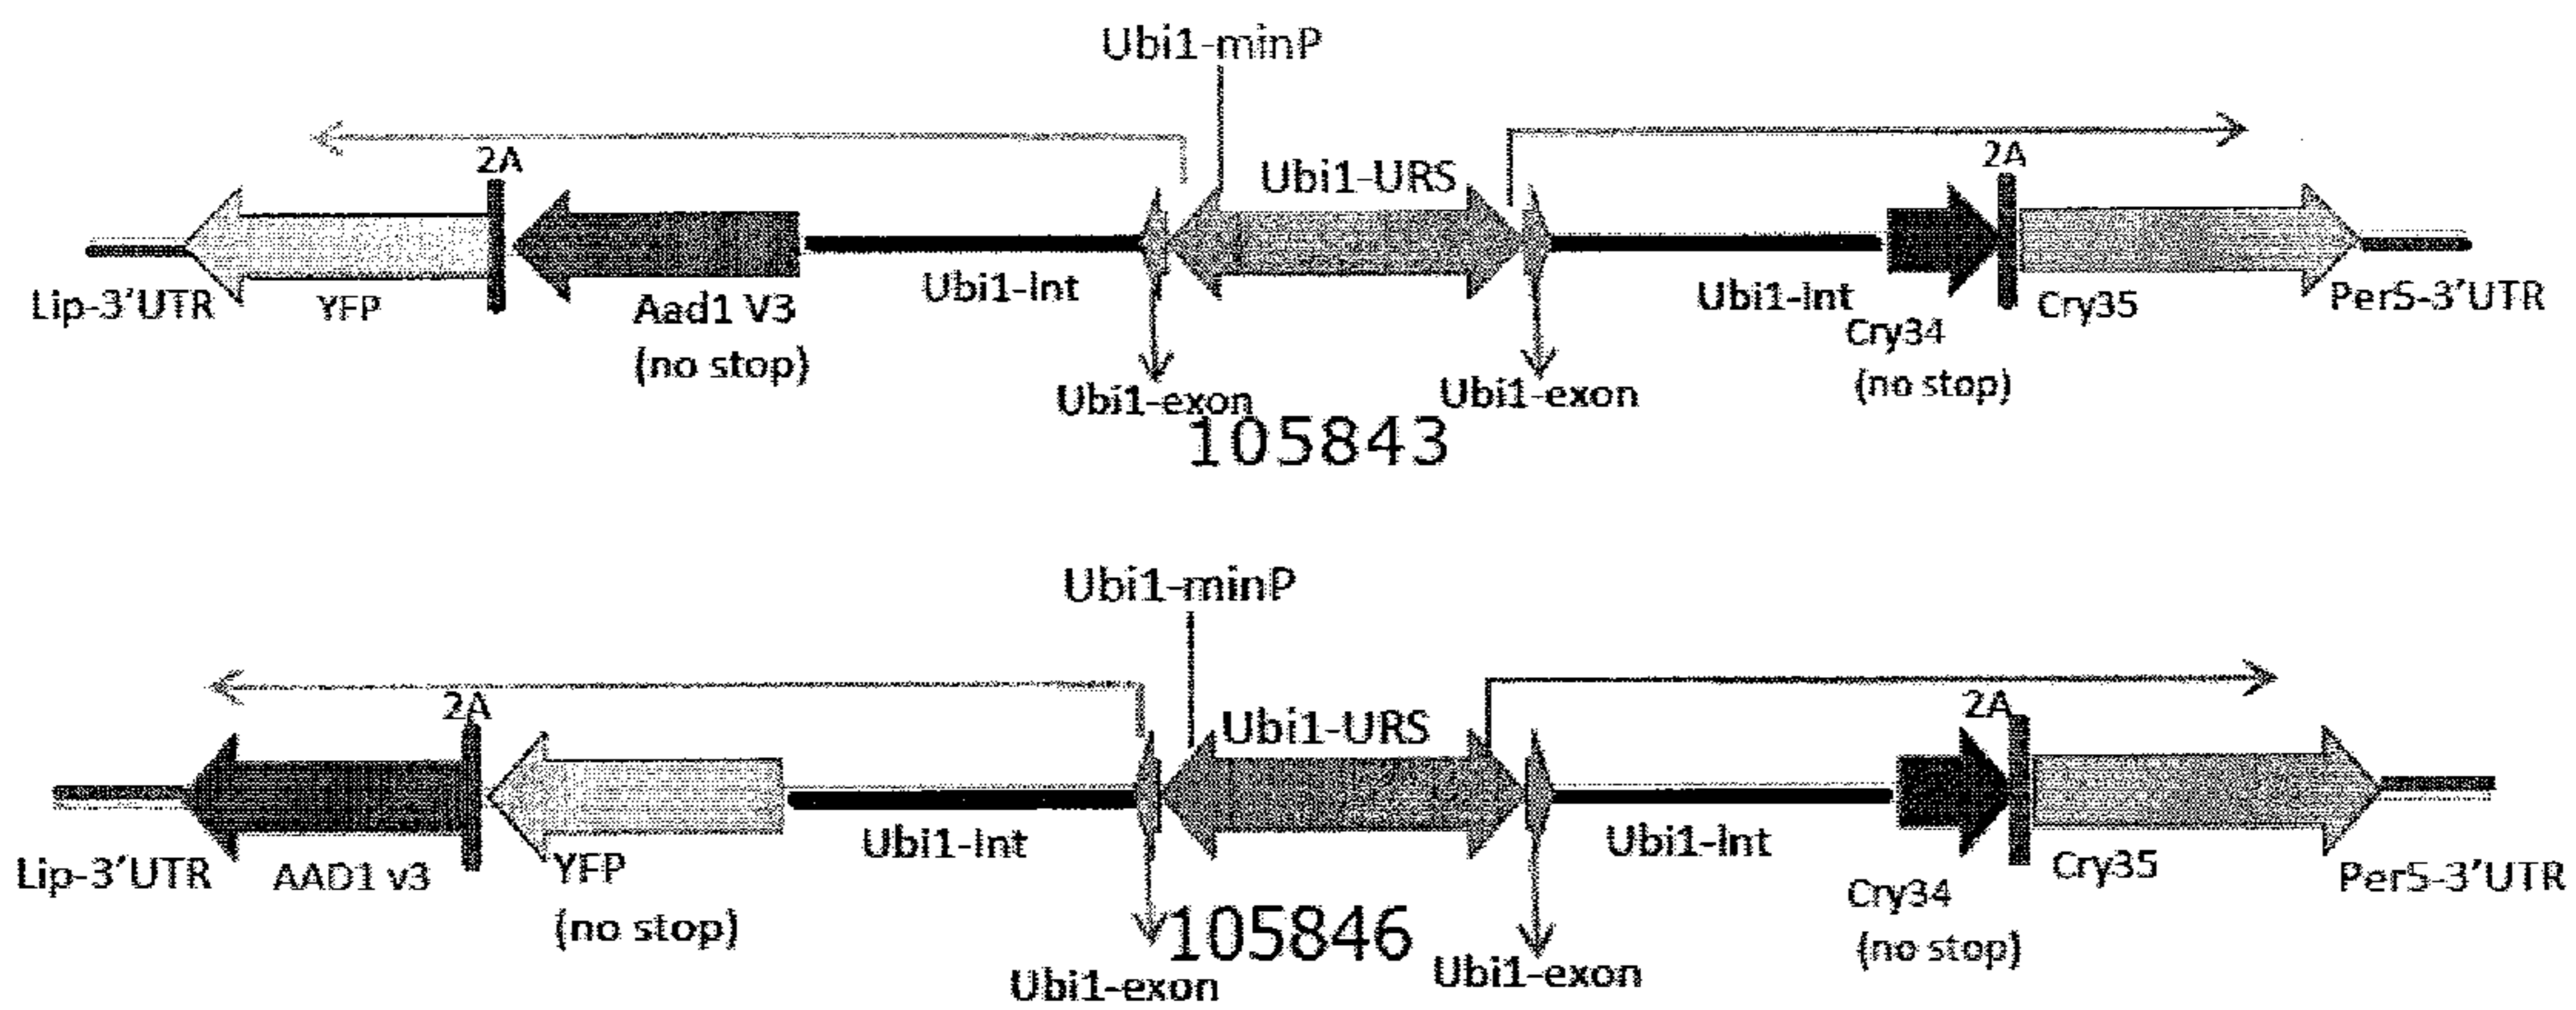 Ubi1-minP
2A
Ubi1-URS
2A
Lip-3'UTR
YFP
Aad1 V3
(no stop)
Ubi1-Int
Ubi1-exon
Ubi1-exon
Ubi1-Int
Cry34
(no stop)
Cry35
Per5-3'UTR
105843
Ubi1-minP
2A
Ubi1-URS
2A
Lip-3'UTR
AAD1 v3
YFP
(no stop)
Ubi1-Int
Ubi1-exon
Ubi1-exon
Ubi1-Int
Cry34
(no stop)
Cry35
Per5-3'UTR
105846